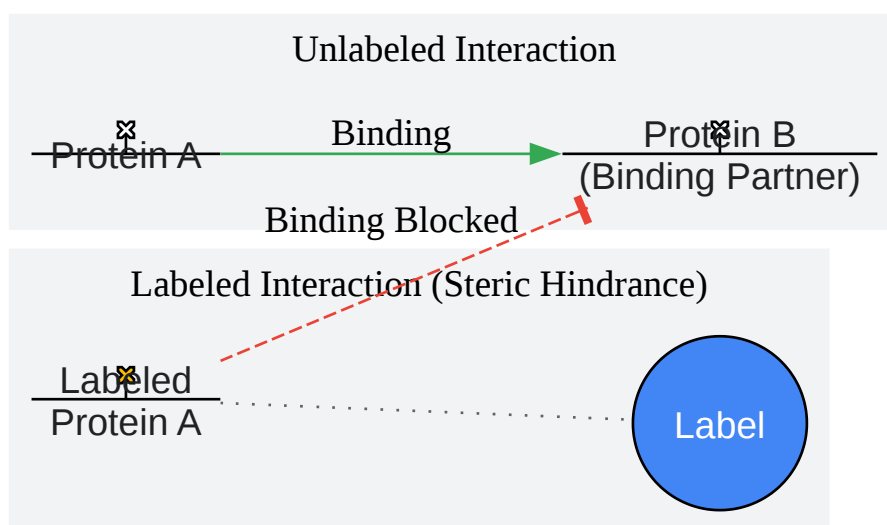 Unlabeled Interaction
Binding
Protein A
Protein B
(Binding Partner)
Binding Blocked
Labeled Interaction (Steric Hindrance)
Labeled
Protein A
Label